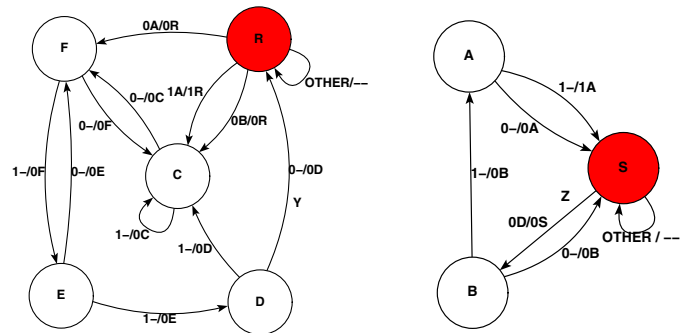 0A/0R
R
F
A
OTHER/−−
0−/0C
1A/1R
1−/1A
0−/0F
0B/0R
0−/0A
1−/0F
0−/0E
C
0−/0D
1−/0B
S
Z
Y
0D/0S
1−/0C
OTHER / −−
1−/0D
0−/0B
E
D
B
1−/0E